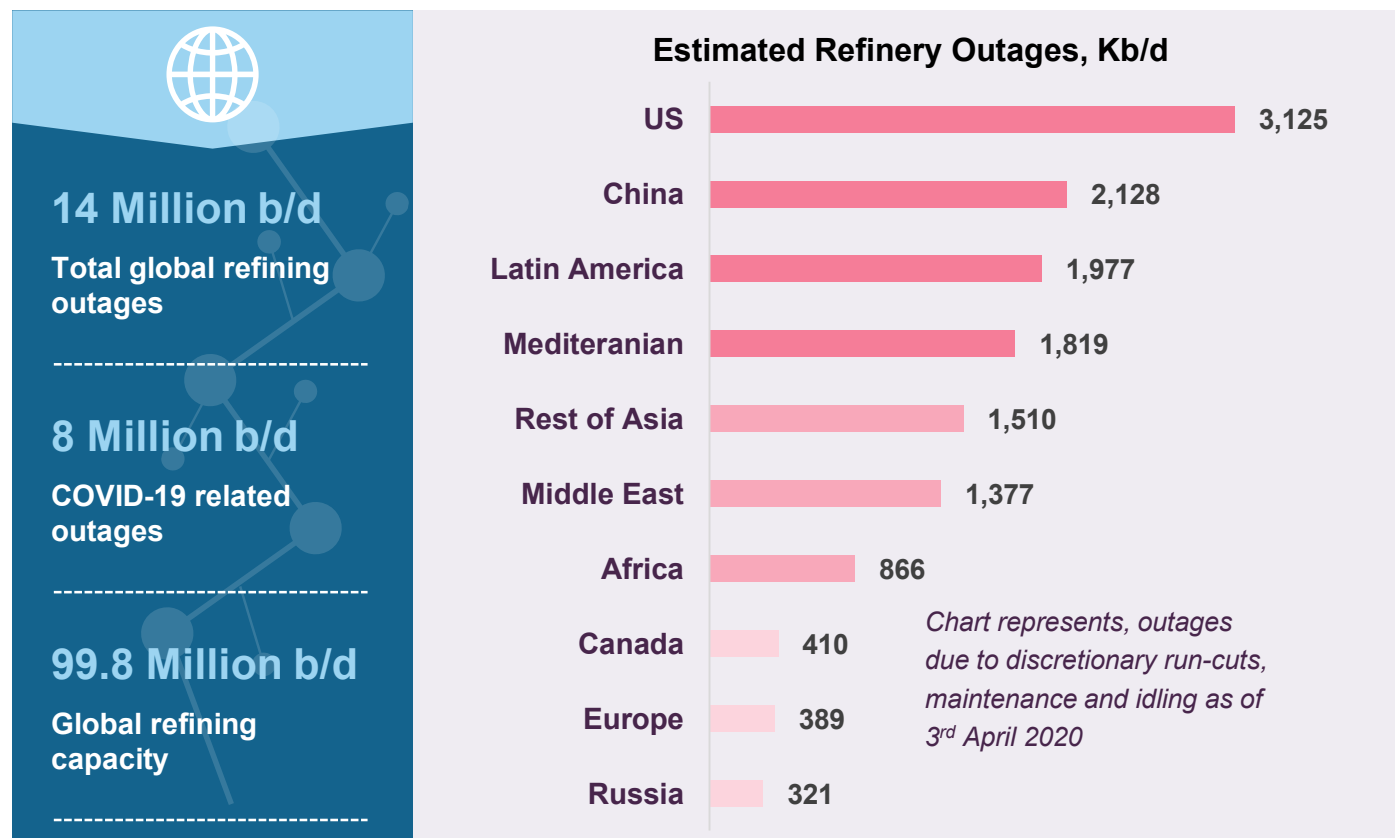 14 Million b/d
Total global refining
outages
8 Million b/d
COVID-19 related
outages
99.8 Million b/d
Global refining
capacity
Estimated Refinery Outages, Kb/d
US 3,125
China 2,128
Latin America 1,977
Mediteranian 1,819
Rest of Asia 1,510
Middle East 1,377
Africa 866
Canada 410
Europe 389
Russia 321
Chart represents, outages
due to discretionary run-cuts,
maintenance and idling as of
3rd April 2020